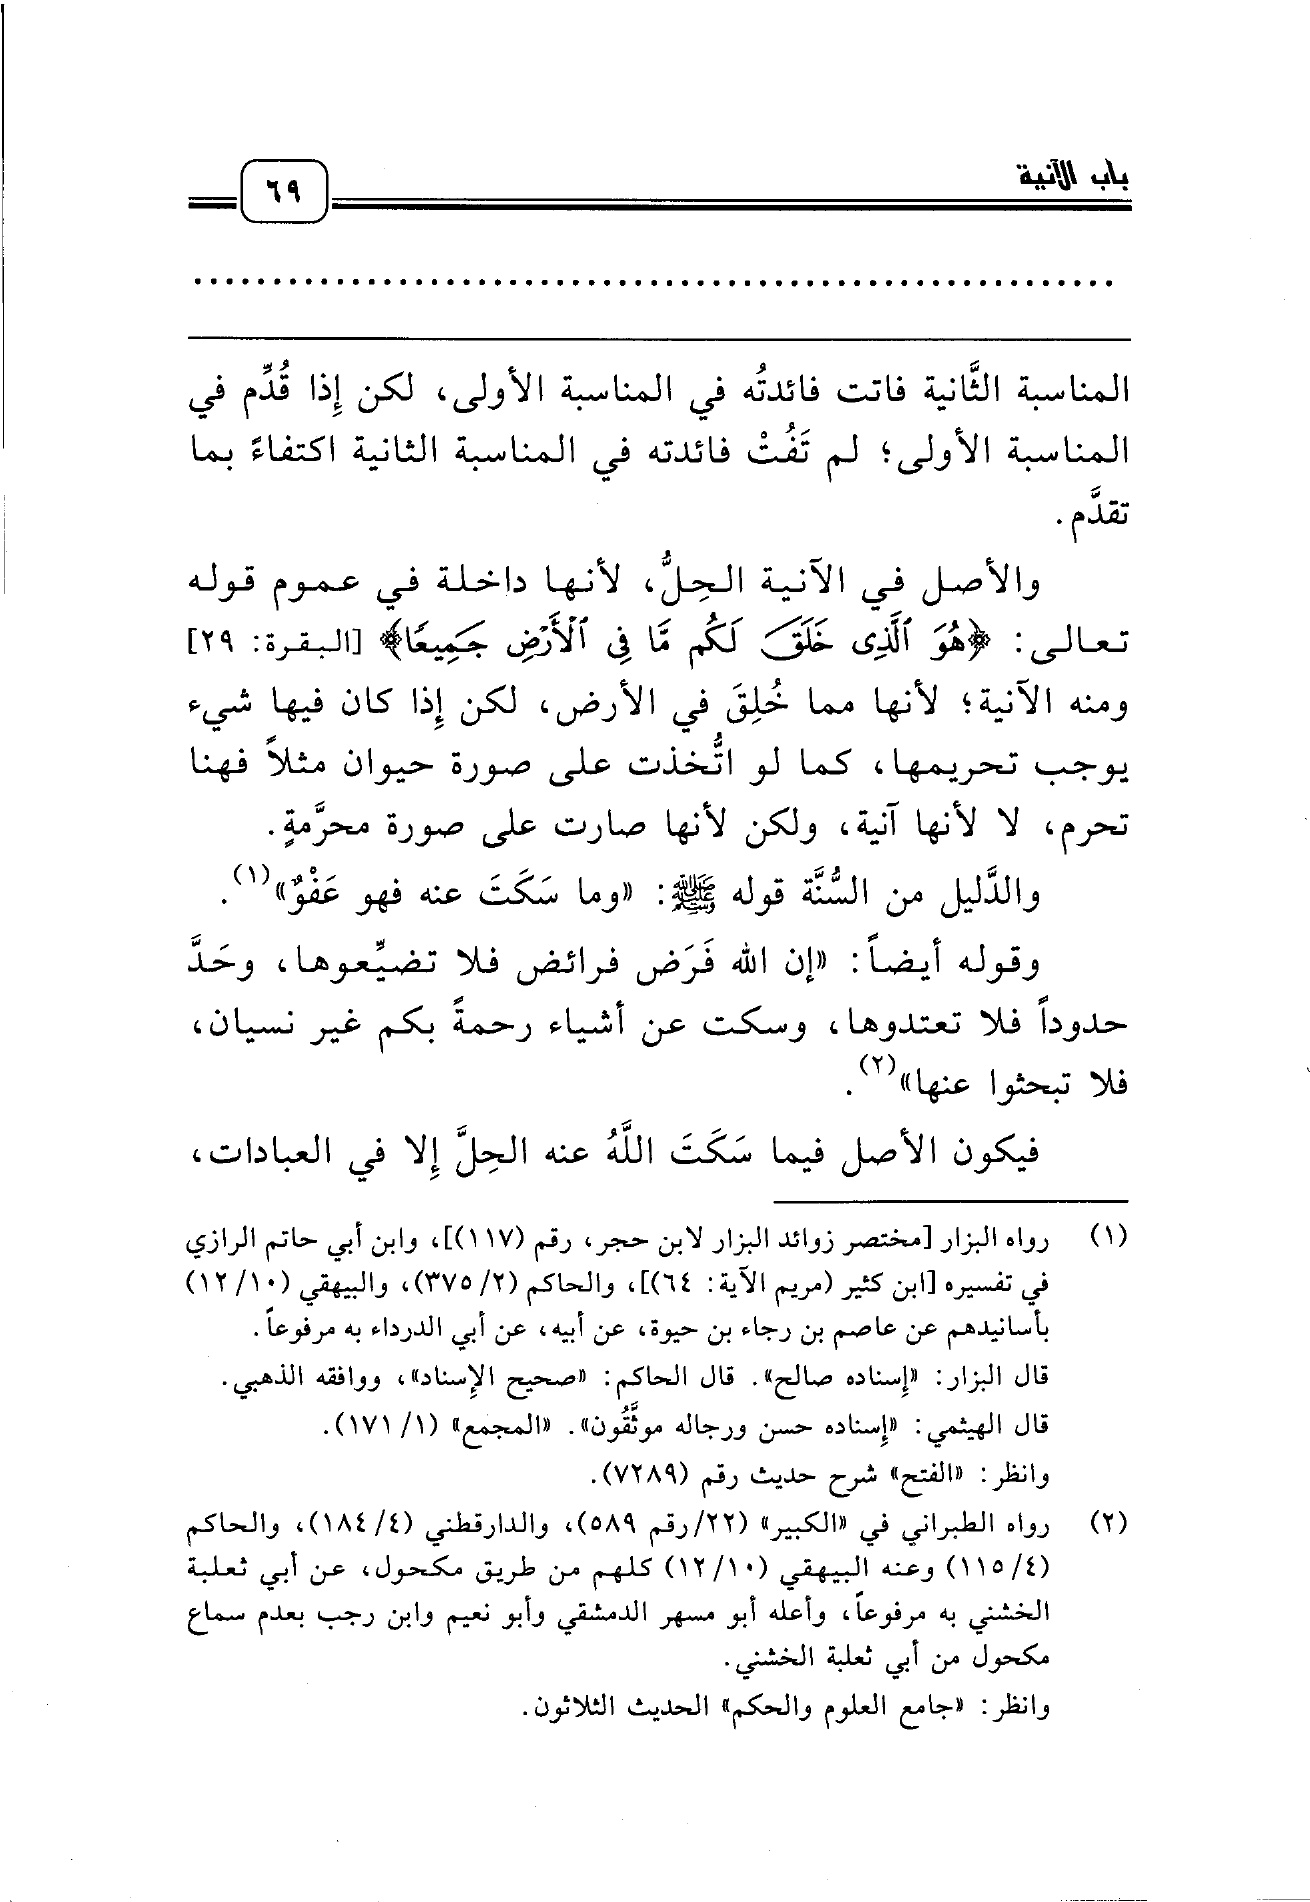 باب الآنية
٦٩
المناسبة الثَّانية فاتت فائدتُه في المناسبة الأولى، لكن إِذا قُدِّم في
المناسبة الأولى؛ لم تَفُتْ فائدته في المناسبة الثانية اكتفاءً بما
تقدَّم.
والأصل في الآنية الحِلُّ، لأنها داخلة في عموم قوله
تعالى: ﴿هُوَ ٱلَّذِى خَلَقَ لَكُم مَّا فِى ٱلْأَرْضِ جَمِيعًا﴾ [البقرة: ٢٩]
ومنه الآنية؛ لأنها مما خُلِقَ في الأرض، لكن إِذا كان فيها شيء
يوجب تحريمها، كما لو اتُّخذت على صورة حيوان مثلاً فهنا
تحرم، لا لأنها آنية، ولكن لأنها صارت على صورة محرَّمةٍ.
والدَّليل من السُّنَّة قوله ﷺ: «وما سَكَتَ عنه فهو عَفْوٌ»(١).
وقوله أيضاً: «إن الله فَرَض فرائض فلا تضيِّعوها، وحَدَّ
حدوداً فلا تعتدوها، وسكت عن أشياء رحمةً بكم غير نسيان،
فلا تبحثوا عنها»(٢).
فيكون الأصل فيما سَكَتَ اللَّهُ عنه الحِلَّ إِلا في العبادات،
(١) رواه البزار [مختصر زوائد البزار لابن حجر، رقم (١١٧)]، وابن أبي حاتم الرازي
في تفسيره [ابن كثير (مريم الآية: ٦٤)]، والحاكم (٢/ ٣٧٥)، والبيهقي (١٠/ ١٢)
بأسانيدهم عن عاصم بن رجاء بن حيوة، عن أبيه، عن أبي الدرداء به مرفوعاً.
قال البزار: «إِسناده صالح». قال الحاكم: «صحيح الإِسناد»، ووافقه الذهبي.
قال الهيثمي: «إِسناده حسن ورجاله موثَّقُون». «المجمع» (١/ ١٧١).
وانظر: «الفتح» شرح حديث رقم (٧٢٨٩).
(٢) رواه الطبراني في «الكبير» (٢٢/رقم ٥٨٩)، والدارقطني (٤/ ١٨٤)، والحاكم
(٤/ ١١٥) وعنه البيهقي (١٠/ ١٢) كلهم من طريق مكحول، عن أبي ثعلبة
الخشني به مرفوعاً، وأعله أبو مسهر الدمشقي وأبو نعيم وابن رجب بعدم سماع
مكحول من أبي ثعلبة الخشني.
وانظر: «جامع العلوم والحكم» الحديث الثلاثون.